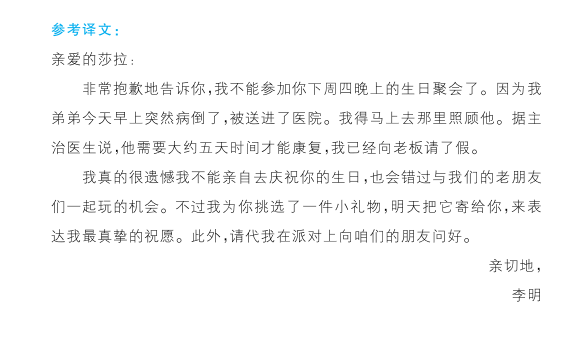 参考译文:
亲爱的莎拉:
非常抱歉地告诉你,我不能参加你下周四晚上的生日聚会了。因为我
弟弟今天早上突然病倒了,被送进了医院。我得马上去那里照顾他。据主
治医生说,他需要大约五天时间才能康复,我已经向老板请了假。
我真的很遗憾我不能亲自去庆祝你的生日,也会错过与我们的老朋友
们一起玩的机会。不过我为你挑选了一件小礼物,明天把它寄给你,来表
达我最真挚的祝愿。此外,请代我在派对上向咱们的朋友问好。
亲切地,
李明